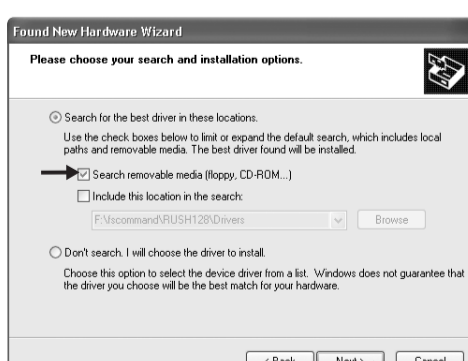 Found New Hardware Wizard
Please choose your search and installation options.
Search for the best driver in these locations.
Use the check boxes below to limit or expand the default search, which includes local
paths and removable media. The best driver found will be installed.
Search removable media (floppy, CD-ROM...)
Include this location in the search:
F:\fscommand\RUSH128\Drivers
Browse
Don't search. I will choose the driver to install.
Choose this option to select the device driver from a list. Windows does not guarantee that
the driver you choose will be the best match for your hardware.
< Back Next > Cancel